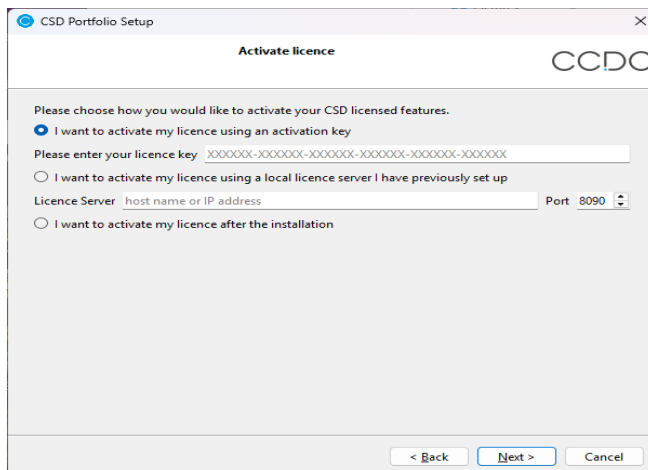 CSD Portfolio Setup
Activate licence
CCDC
Please choose how you would like to activate your CSD licensed features.
I want to activate my licence using an activation key
Please enter your licence key XXXXXX-XXXXXX-XXXXXX-XXXXXX-XXXXXX-XXXXXX
I want to activate my licence using a local licence server I have previously set up
Licence Server host name or IP address Port 8090
I want to activate my licence after the installation
< Back Next > Cancel